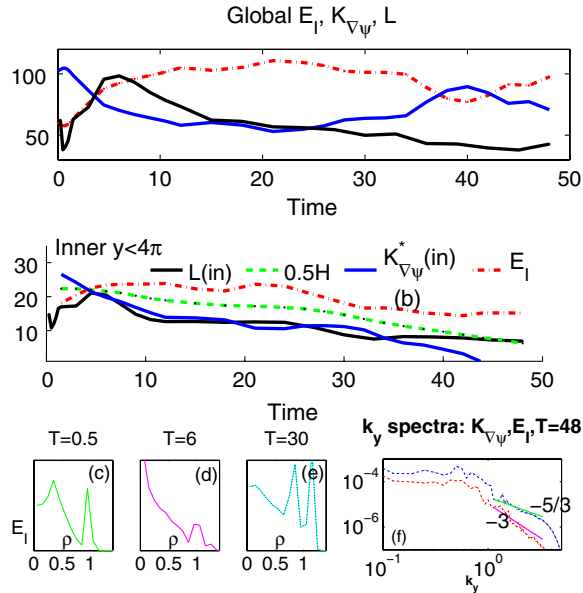 Global E_I, K_∇ψ, L
100
50
0 10 20 30 40 50
Time
Inner y<4π
L(in) 0.5H K*_∇ψ(in) E_I
(b)
30
20
10
0 10 20 30 40 50
Time
T=0.5 T=6 T=30 k_y spectra: K_∇ψ,E_I,T=48
(c) (d) (e)
10^−4
−5/3
10^−6
−3
E_I
ρ ρ ρ (f)
0 0.5 1 0 0.5 1 0 0.5 1
10^−1 10^0
k_y